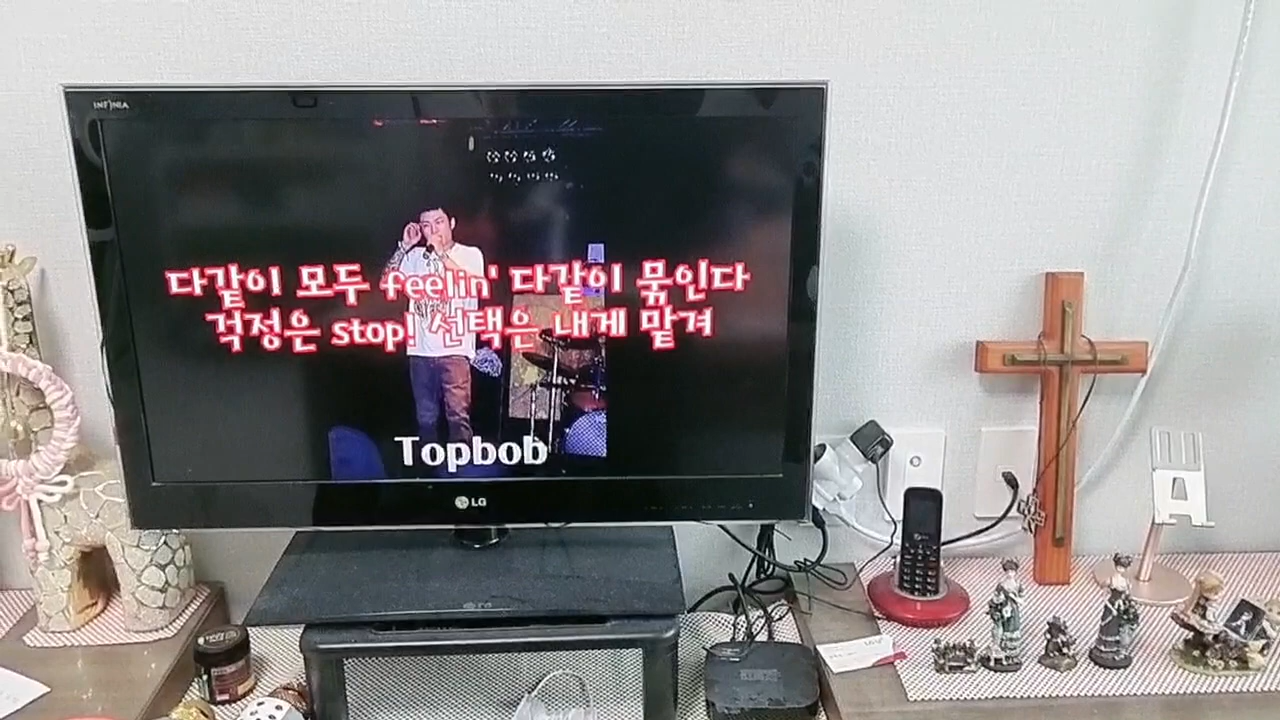 INFINIA
다같이 모두 feelin' 다같이 묶인다
걱정은 stop! 선택은 내게 맡겨
Topbob
LG